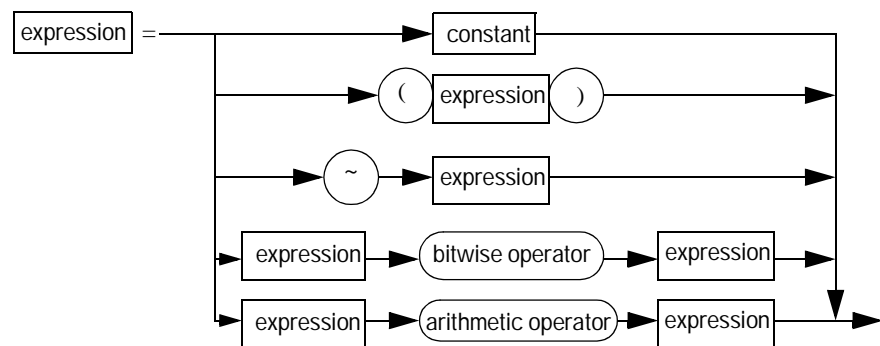 expression = constant
( expression )
~ expression
expression bitwise operator expression
expression arithmetic operator expression